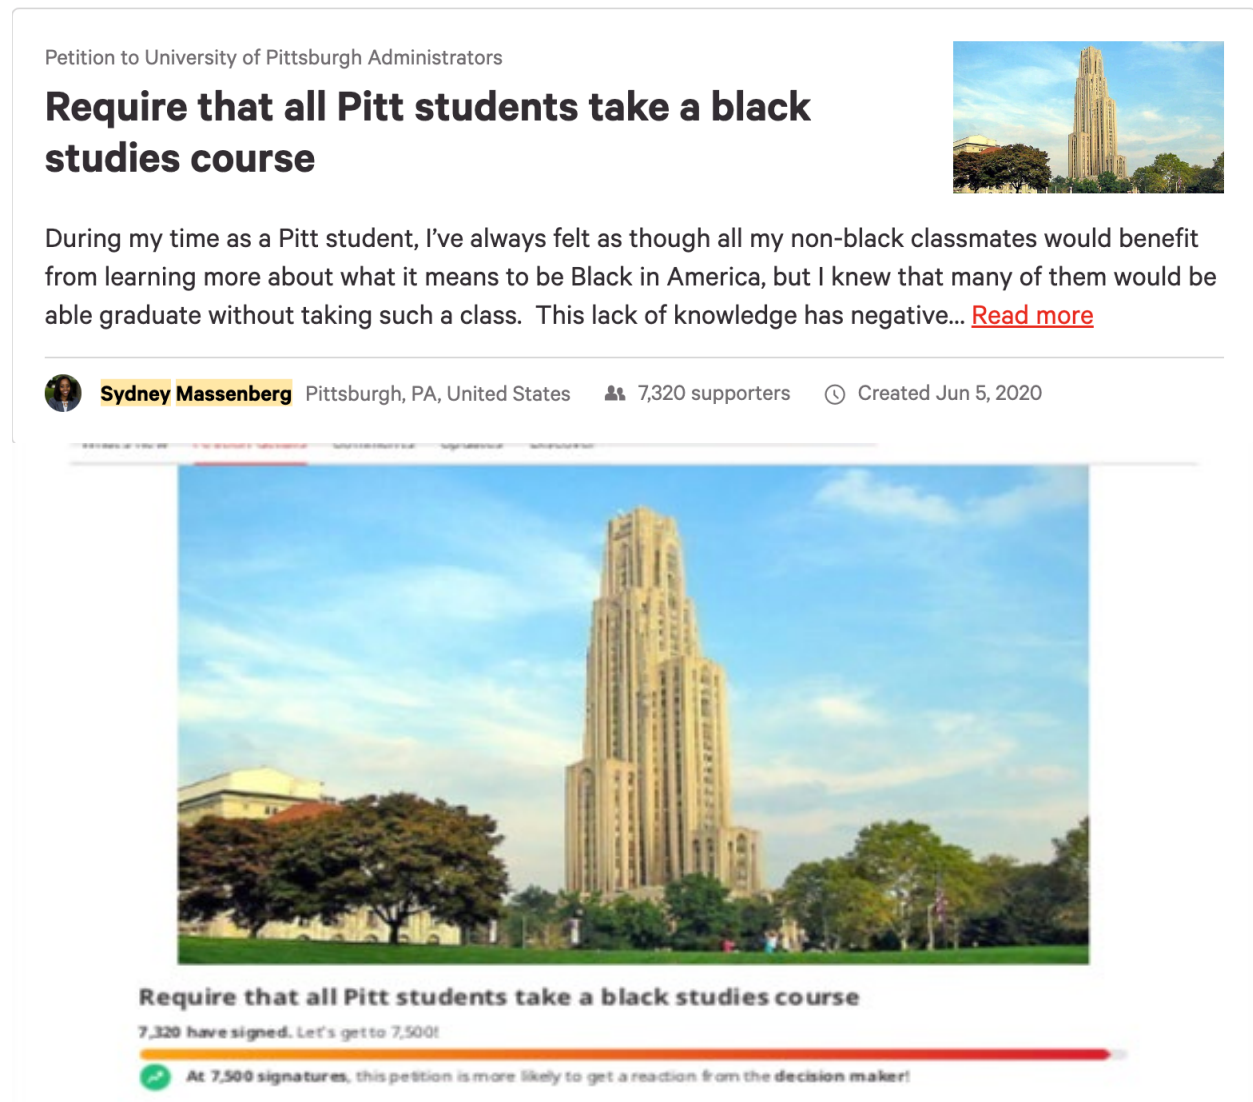 Petition to University of Pittsburgh Administrators
Require that all Pitt students take a black
studies course
During my time as a Pitt student, I've always felt as though all my non-black classmates would benefit
from learning more about what it means to be Black in America, but I knew that many of them would be
able graduate without taking such a class.  This lack of knowledge has negative... Read more
Sydney Massenberg Pittsburgh, PA, United States 7,320 supporters Created Jun 5, 2020
Require that all Pitt students take a black studies course
7,320 have signed. Let's get to 7,500!
At 7,500 signatures, this petition is more likely to get a reaction from the decision maker!